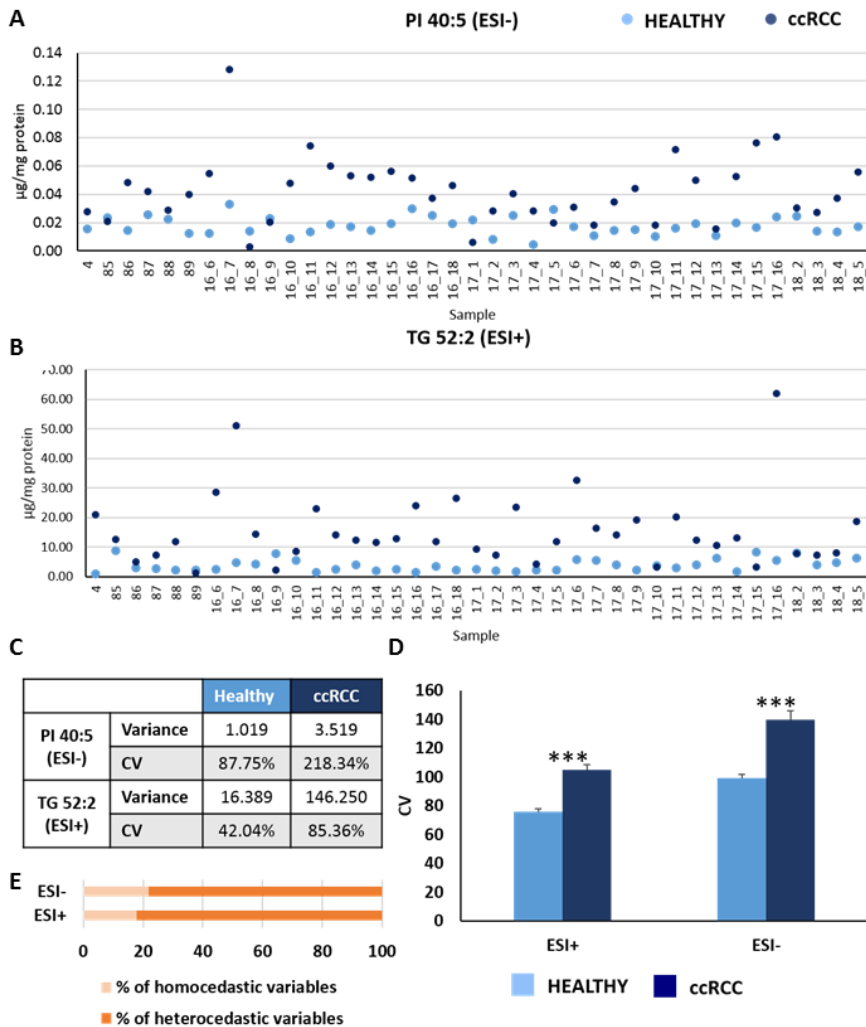 A
PI 40:5 (ESI-)
HEALTHY
ccRCC
µg/mg protein
0.14
0.12
0.10
0.08
0.06
0.04
0.02
0.00
4 85 86 87 88 89 16_6 16_7 16_8 16_9 16_10 16_11 16_12 16_13 16_14 16_15 16_16 16_17 16_18 17_1 17_2 17_3 17_4 17_5 17_6 17_7 17_8 17_9 17_10 17_11 17_12 17_13 17_14 17_15 17_16 18_2 18_3 18_4 18_5
Sample
B
TG 52:2 (ESI+)
µg/mg protein
70.00
60.00
50.00
40.00
30.00
20.00
10.00
0.00
4 85 86 87 88 89 16_6 16_7 16_8 16_9 16_10 16_11 16_12 16_13 16_14 16_15 16_16 16_17 16_18 17_1 17_2 17_3 17_4 17_5 17_6 17_7 17_8 17_9 17_10 17_11 17_12 17_13 17_14 17_15 17_16 18_2 18_3 18_4 18_5
Sample
C
Healthy ccRCC
PI 40:5 (ESI-)
Variance 1.019 3.519
CV 87.75% 218.34%
TG 52:2 (ESI+)
Variance 16.389 146.250
CV 42.04% 85.36%
D
CV
160
140
120
100
80
60
40
20
0
***
***
ESI+ ESI-
HEALTHY ccRCC
E
ESI-
ESI+
0 20 40 60 80 100
% of homocedastic variables
% of heterocedastic variables